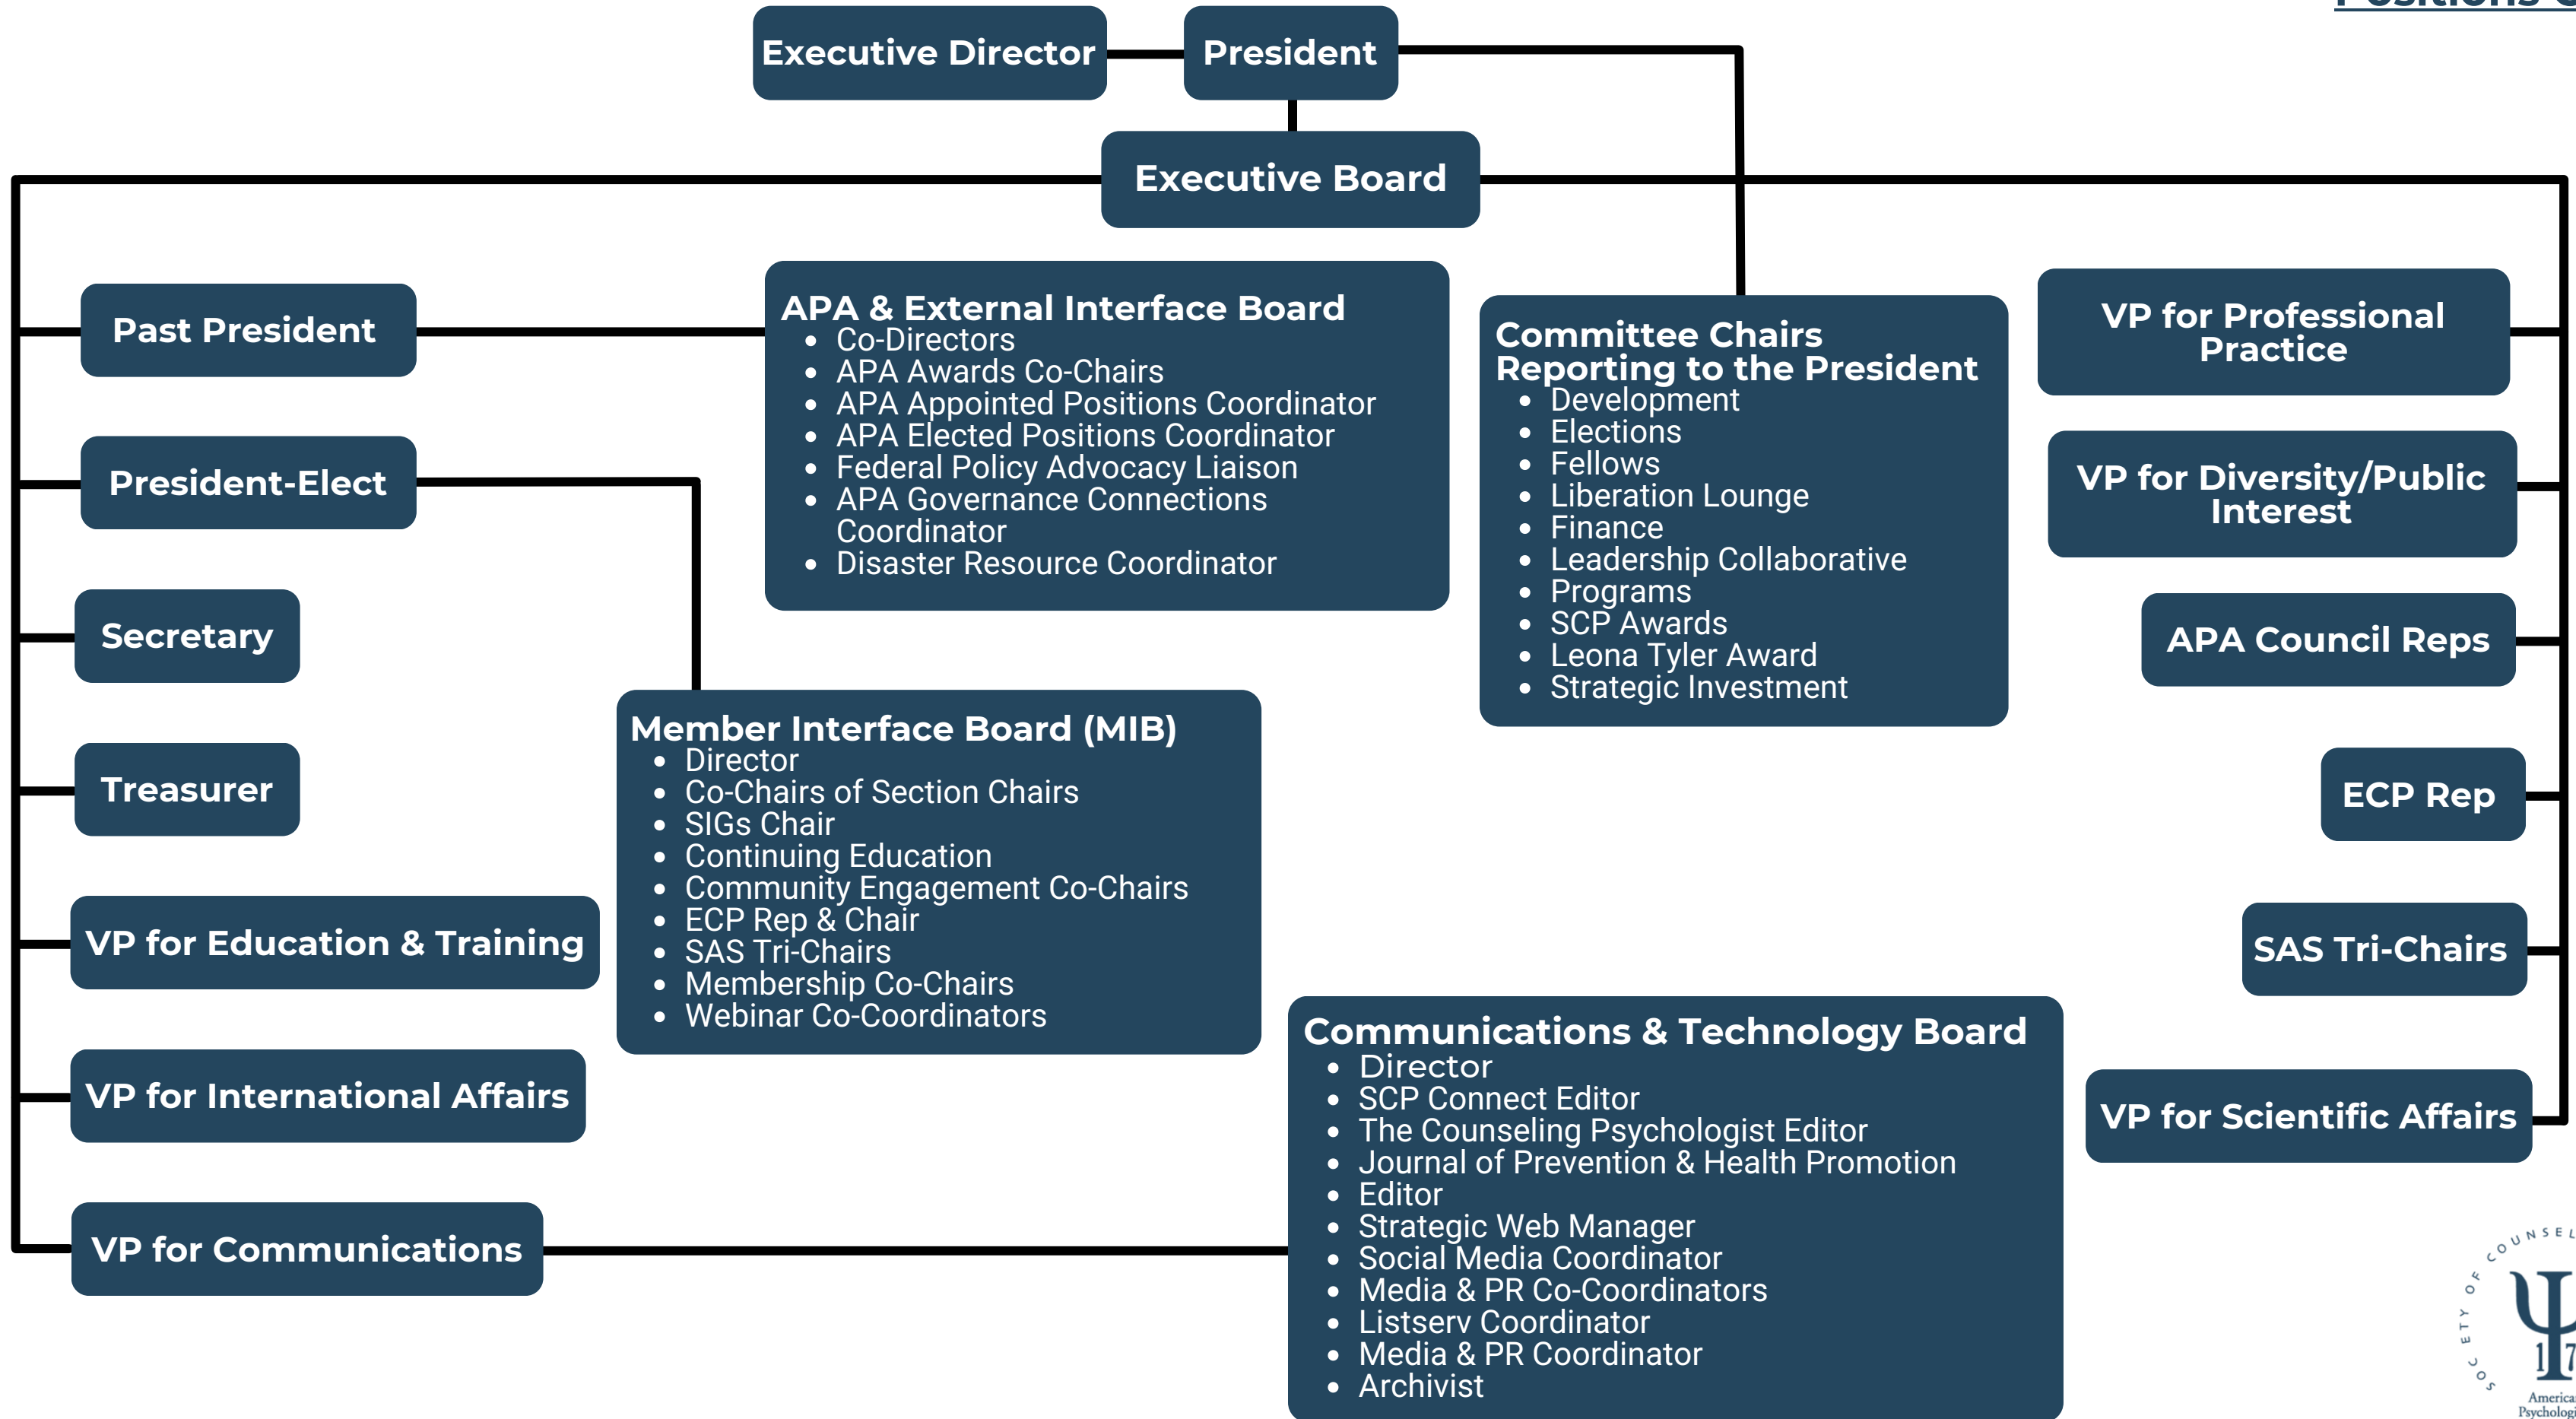 Executive Director
President
Executive Board
Past President
President-Elect
Secretary
Treasurer
VP for Education & Training
VP for International Affairs
VP for Communications
APA & External Interface Board
• Co-Directors
• APA Awards Co-Chairs
• APA Appointed Positions Coordinator
• APA Elected Positions Coordinator
• Federal Policy Advocacy Liaison
• APA Governance Connections
Coordinator
• Disaster Resource Coordinator
Member Interface Board (MIB)
• Director
• Co-Chairs of Section Chairs
• SIGs Chair
• Continuing Education
• Community Engagement Co-Chairs
• ECP Rep & Chair
• SAS Tri-Chairs
• Membership Co-Chairs
• Webinar Co-Coordinators
Committee Chairs
Reporting to the President
• Development
• Elections
• Fellows
• Liberation Lounge
• Finance
• Leadership Collaborative
• Programs
• SCP Awards
• Leona Tyler Award
• Strategic Investment
Communications & Technology Board
• Director
• SCP Connect Editor
• The Counseling Psychologist Editor
• Journal of Prevention & Health Promotion
• Editor
• Strategic Web Manager
• Social Media Coordinator
• Media & PR Co-Coordinators
• Listserv Coordinator
• Media & PR Coordinator
• Archivist
VP for Professional
Practice
VP for Diversity/Public
Interest
APA Council Reps
ECP Rep
SAS Tri-Chairs
VP for Scientific Affairs
17